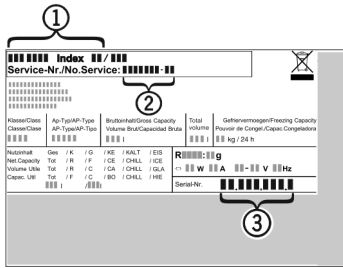 1
Index /
Service-Nr./No.Service: -
2
Klasse/Class Ap-Typ/AP-Type Bruttoinhalt/Gross Capacity Total Gefriervermoegen/Freezing Capacity
Classe/Clase AP-Type/AP-Tipo Volume Brut/Capacidad Bruta volume Pouvoir de Congel./Capac.Congeladora
l l kg / 24 h
Nutzinhalt Ges / K / G / KE / KALT / EIS
Net.Capacity Tot / R / F / CE / CHILL / ICE
Volume Utile Tot / R / C / CA / CHILL / GLA
Capac. Util Tot / F / C / BO / CHILL / HIE
l / l
R : g
W A - V Hz
Serial-Nr. . . .
3